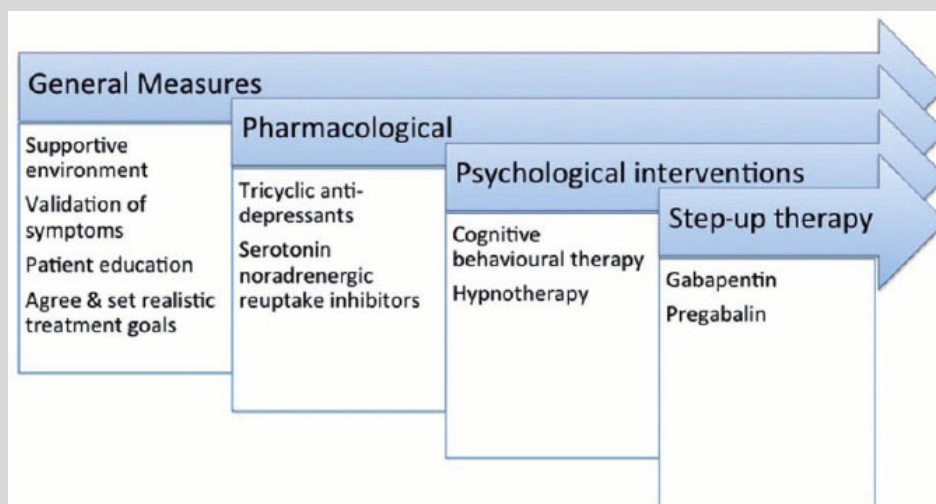 General Measures
Supportive
environment
Validation of
symptoms
Patient education
Agree & set realistic
treatment goals
Pharmacological
Tricyclic anti-
depressants
Serotonin
noradrenergic
reuptake inhibitors
Psychological interventions
Cognitive
behavioural therapy
Hypnotherapy
Step-up therapy
Gabapentin
Pregabalin